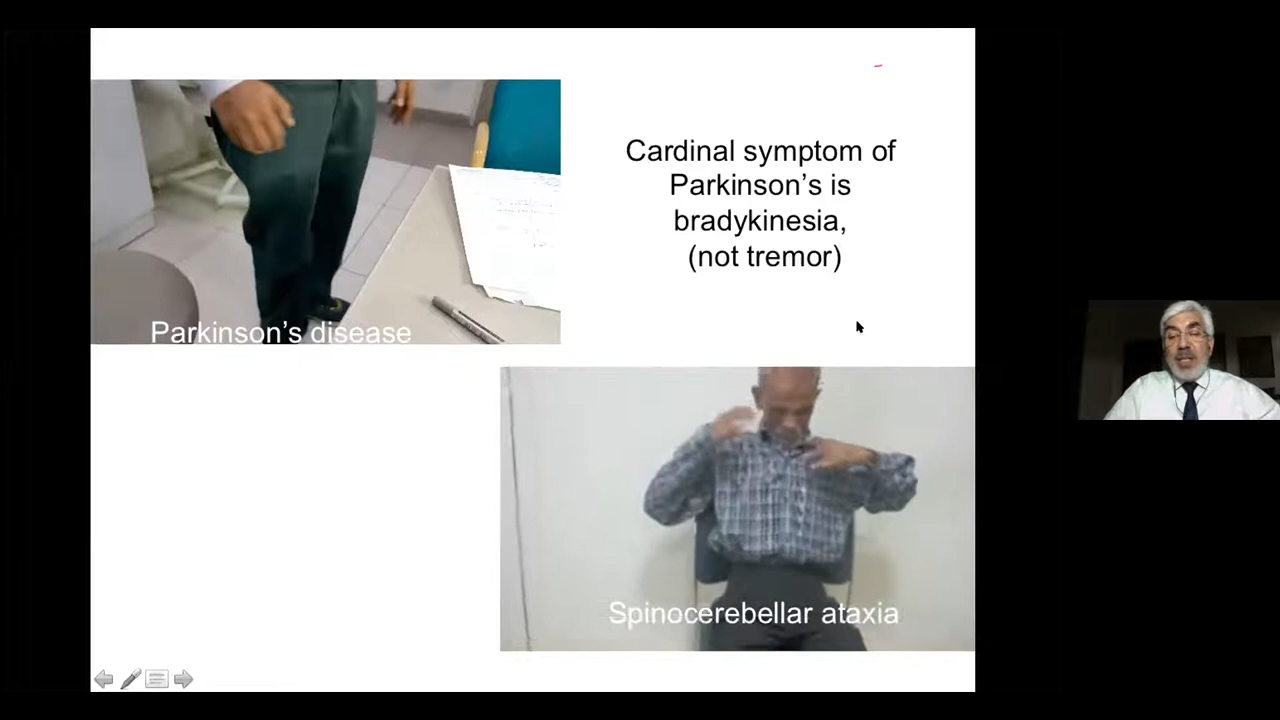 Cardinal symptom of
Parkinson’s is
bradykinesia,
(not tremor)
Parkinson’s disease
Spinocerebellar ataxia